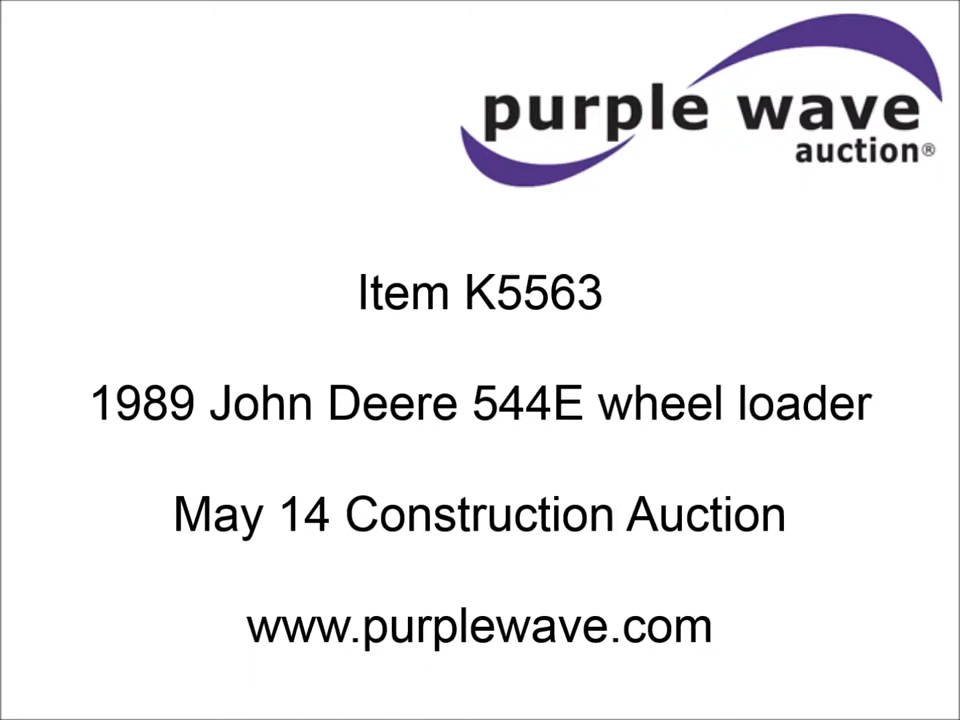 purple wave
auction®
Item K5563
1989 John Deere 544E wheel loader
May 14 Construction Auction
www.purplewave.com